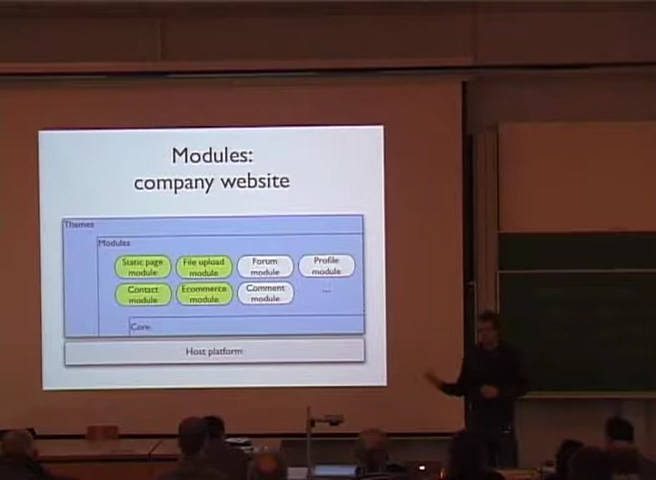 Modules:
company website
Themes
Modules
Static page
module
File upload
module
Forum
module
Profile
module
Contact
module
Ecommerce
module
Comment
module
...
Core
Host platform